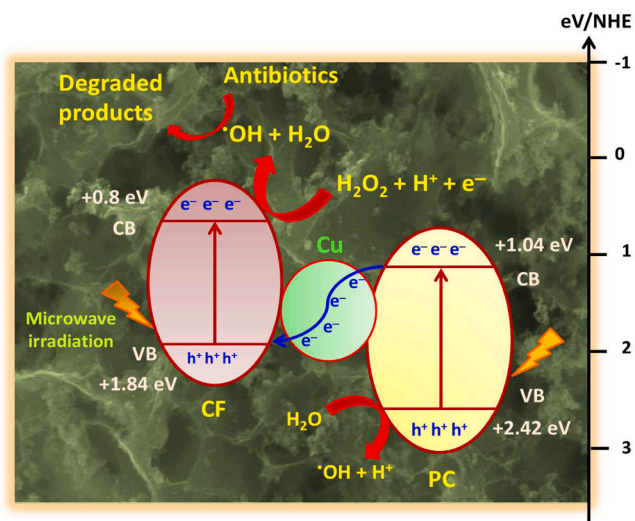 eV/NHE
-1
0
1
2
3
Antibiotics
Degraded
products
•OH + H₂O
H₂O₂ + H⁺ + e⁻
+0.8 eV
CB
e⁻ e⁻ e⁻
Cu
e⁻
e⁻
e⁻
e⁻
e⁻ e⁻ e⁻
+1.04 eV
CB
Microwave
irradiation
VB
h⁺ h⁺ h⁺
+1.84 eV
CF
H₂O
•OH + H⁺
VB
h⁺ h⁺ h⁺
+2.42 eV
PC